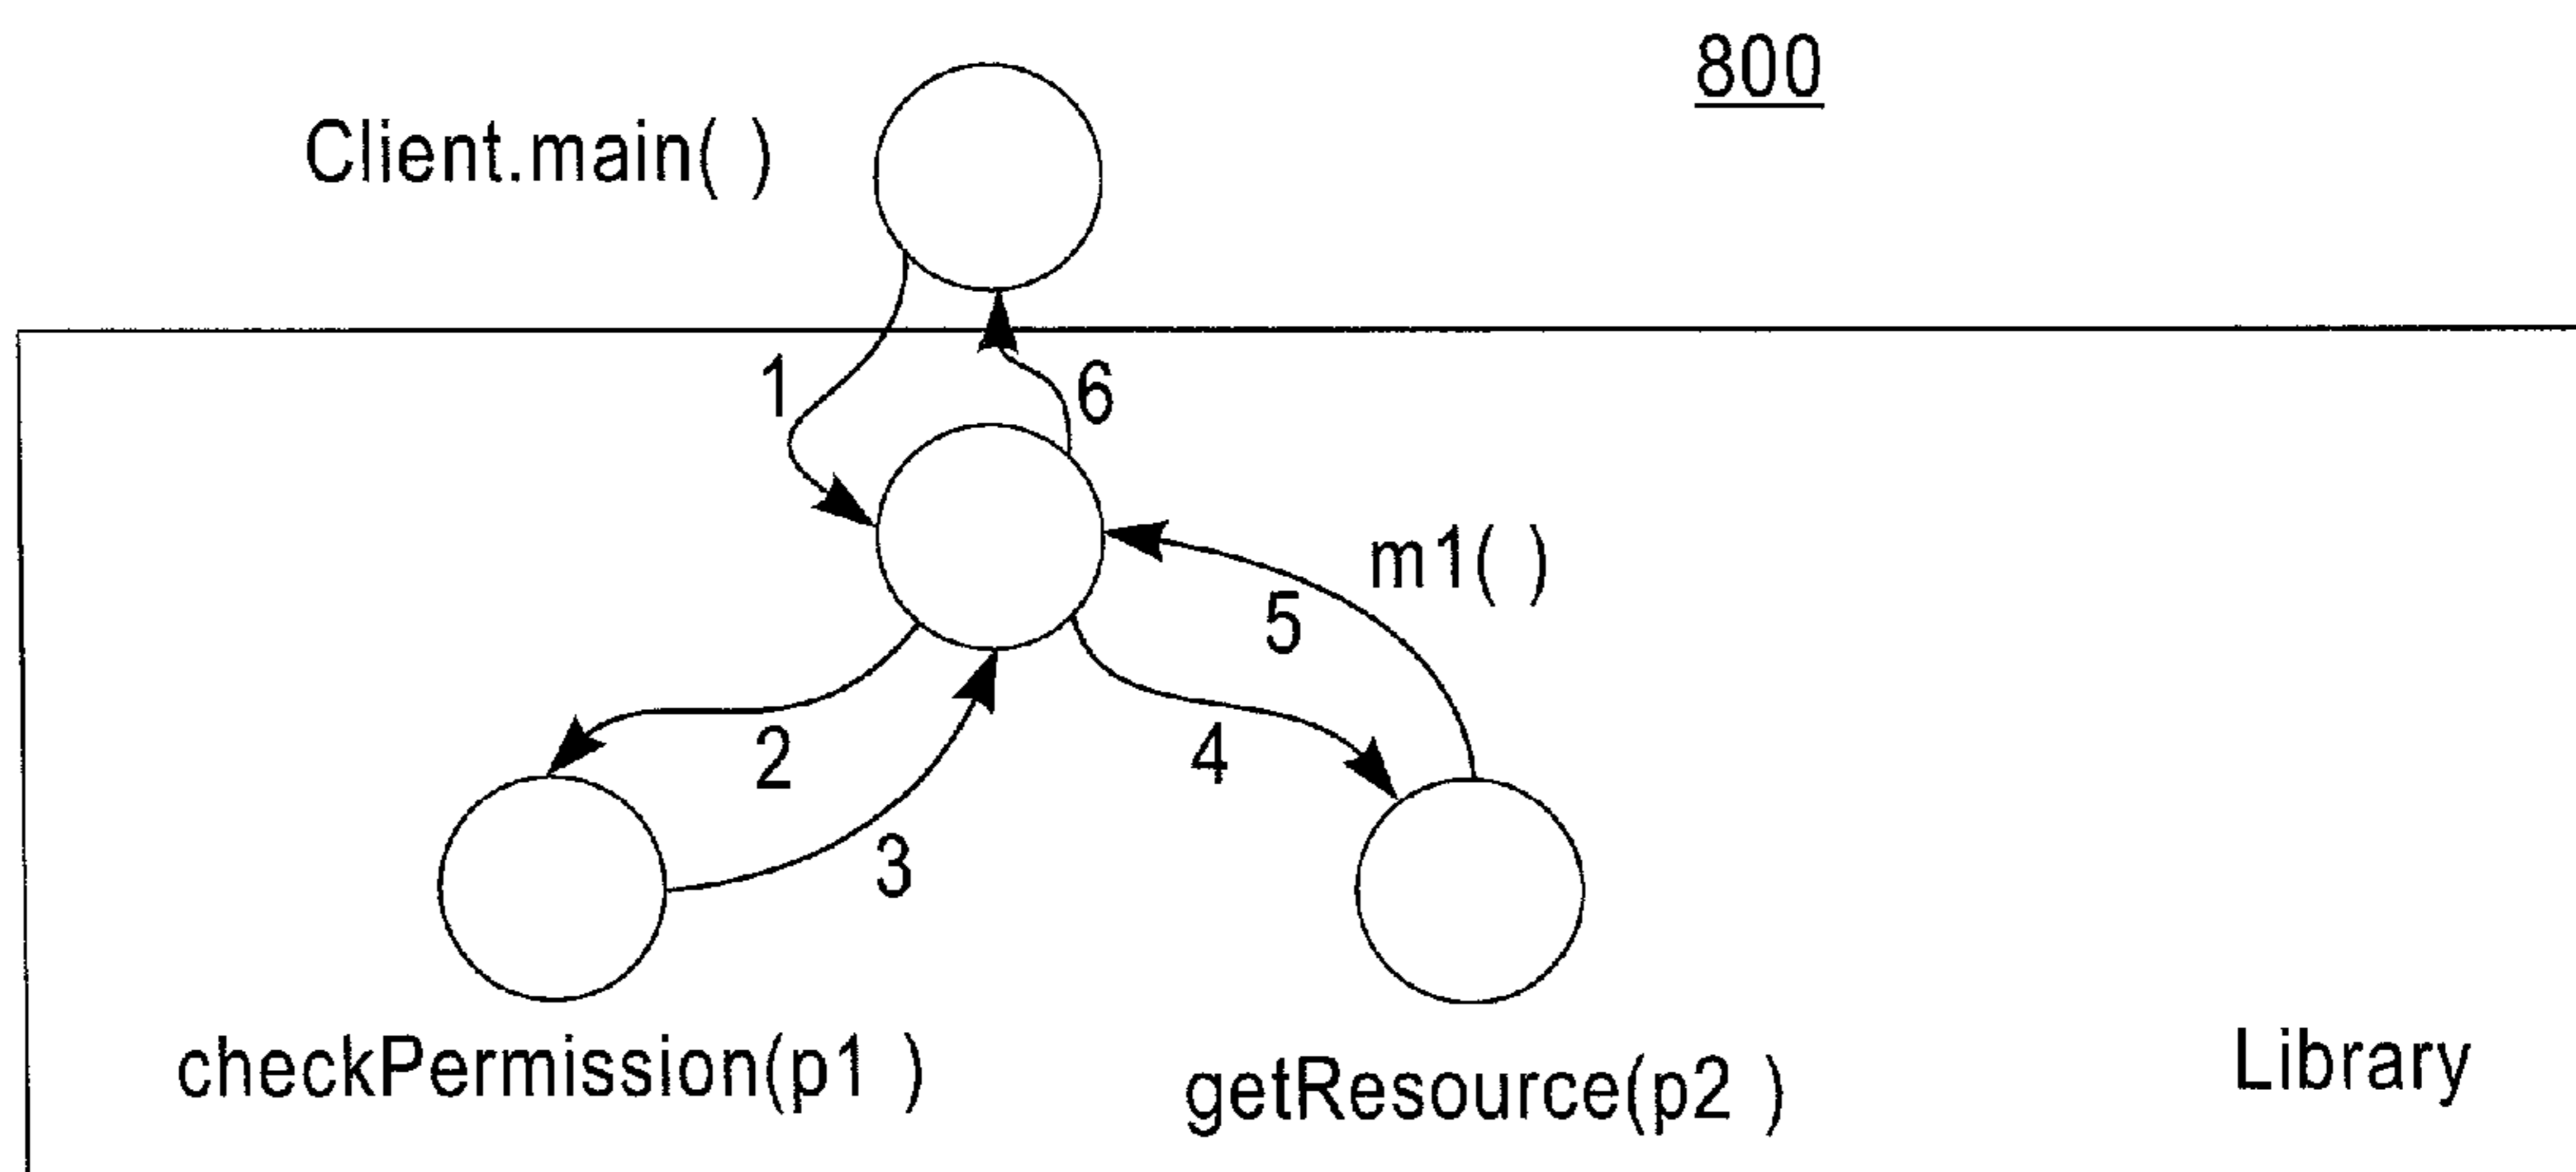 800
Client.main( )
1
6
m1( )
5
2
4
3
checkPermission(p1 )
getResource(p2 )
Library